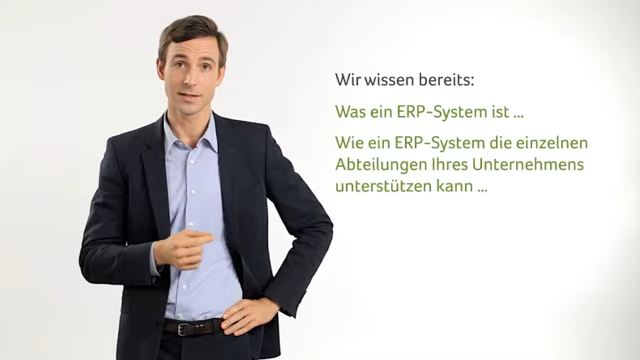 Wir wissen bereits:
Was ein ERP-System ist ...
Wie ein ERP-System die einzelnen
Abteilungen Ihres Unternehmens
unterstützen kann ...